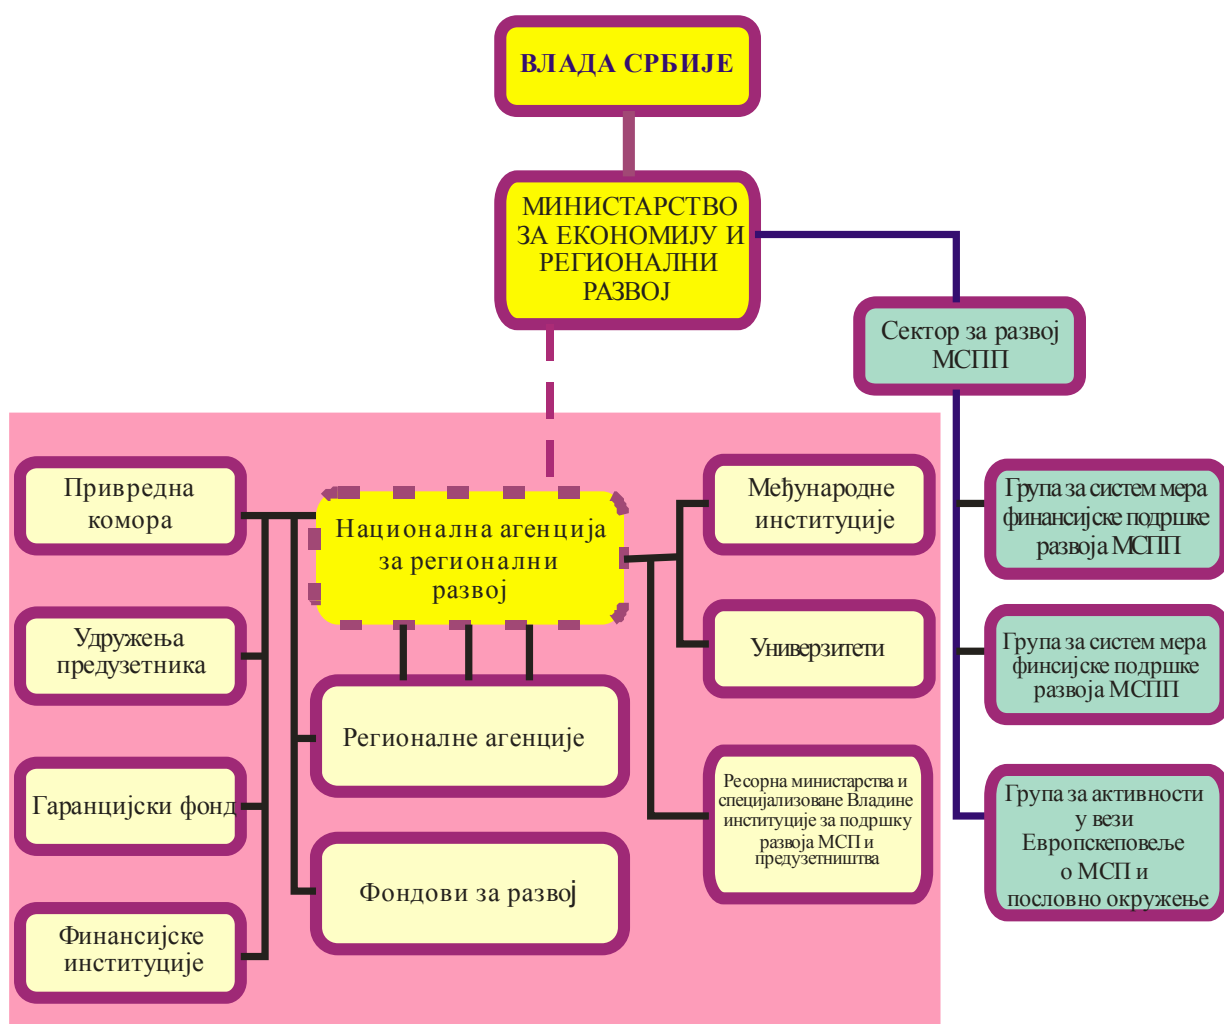 ВЛАДА СРБИЈЕ
МИНИСТАРСТВО
ЗА ЕКОНОМИЈУ И
РЕГИОНАЛНИ
РАЗВОЈ
Сектор за развој
МСПП
Привредна
комора
Национална агенција
за регионални
развој
Међународне
институције
Група за систем мера
финансијске подршке
развоја МСПП
Удружења
предузетника
Универзитети
Група за систем мера
финсијске подршке
развоја МСПП
Регионалне агенције
Гаранцијски фонд
Ресорна министарства и
специјализоване Владине
институције за подршку
развоја МСП и
предузетништва
Група за активности
у вези
Европскеповеље
о МСП и
пословно окружење
Фондови за развој
Финансијске
институције